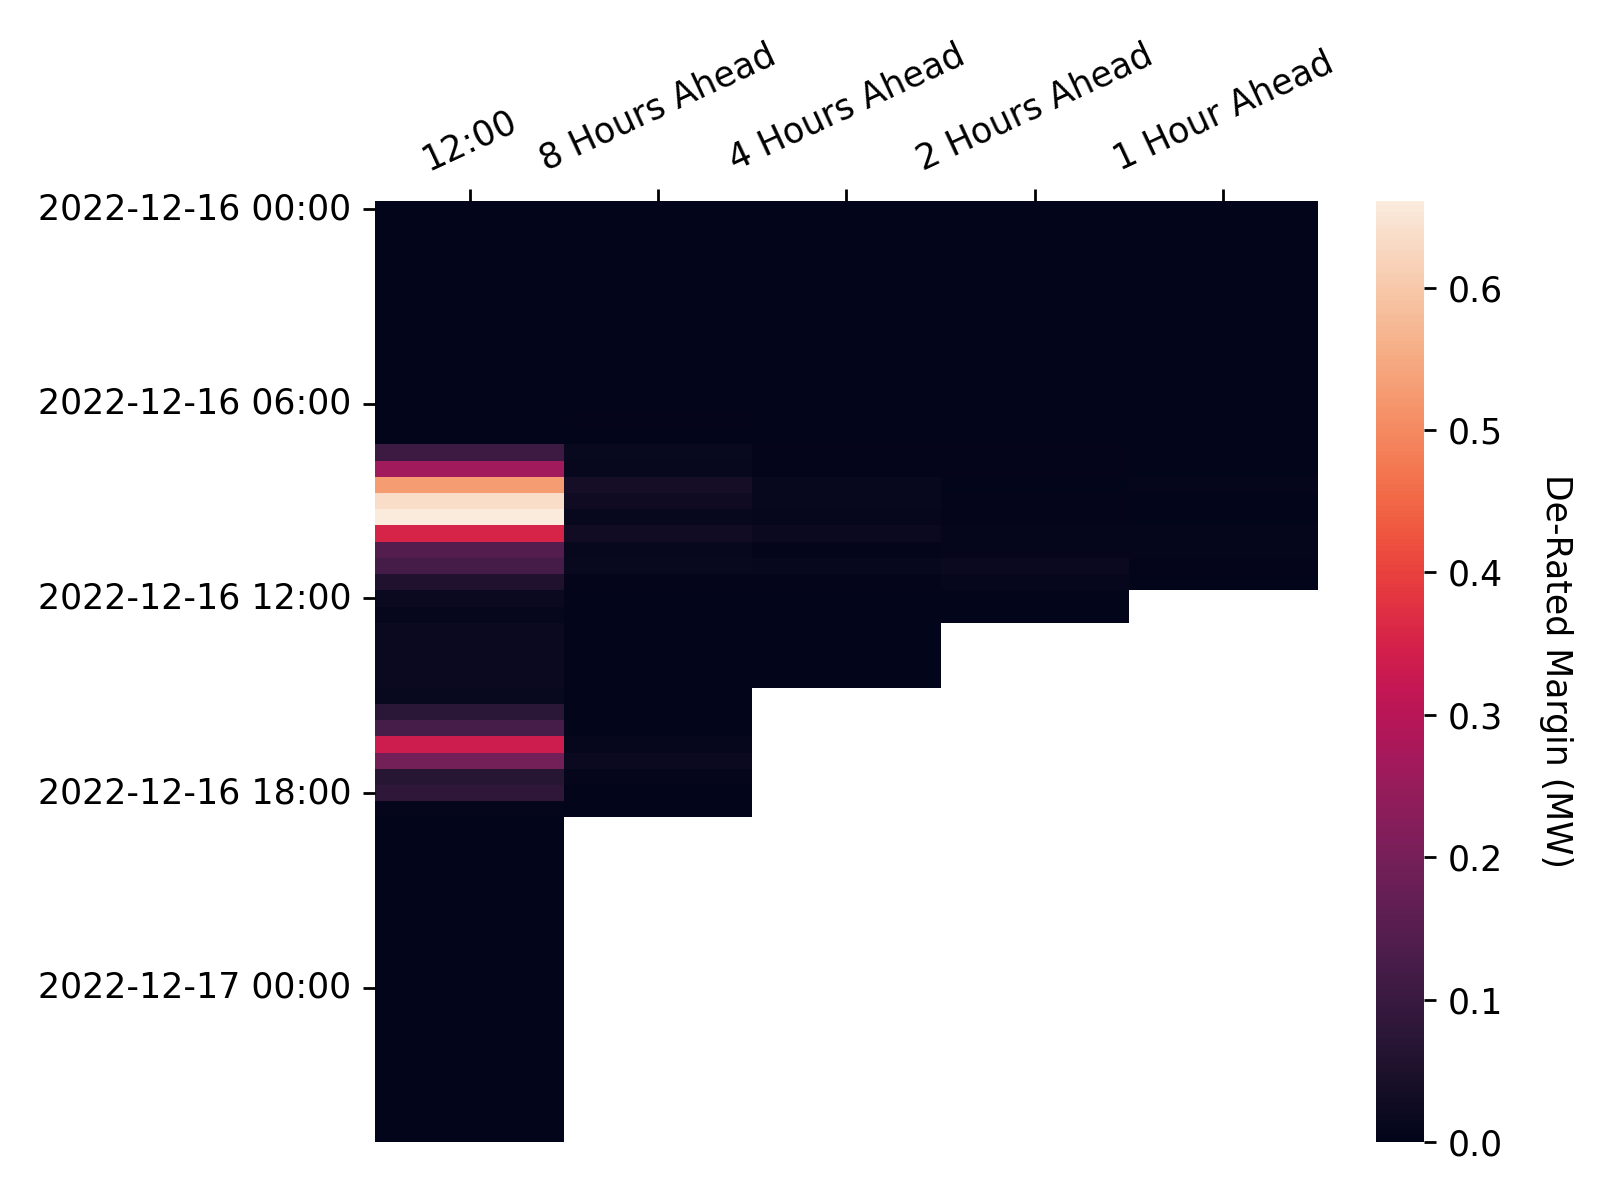 12:00
8 Hours Ahead
4 Hours Ahead
2 Hours Ahead
1 Hour Ahead
2022-12-16 00:00
2022-12-16 06:00
2022-12-16 12:00
2022-12-16 18:00
2022-12-17 00:00
0.6
0.5
0.4
0.3
0.2
0.1
0.0
De-Rated Margin (MW)